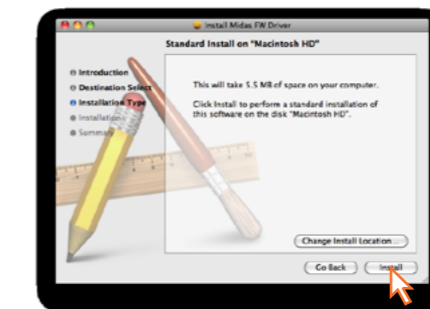 Install Midas FW Driver
Standard Install on "Macintosh HD"
Introduction
Destination Select
Installation Type
Installation
Summary
This will take 5.5 MB of space on your computer.
Click Install to perform a standard installation of
this software on the disk "Macintosh HD".
Change Install Location...
Go Back
Install